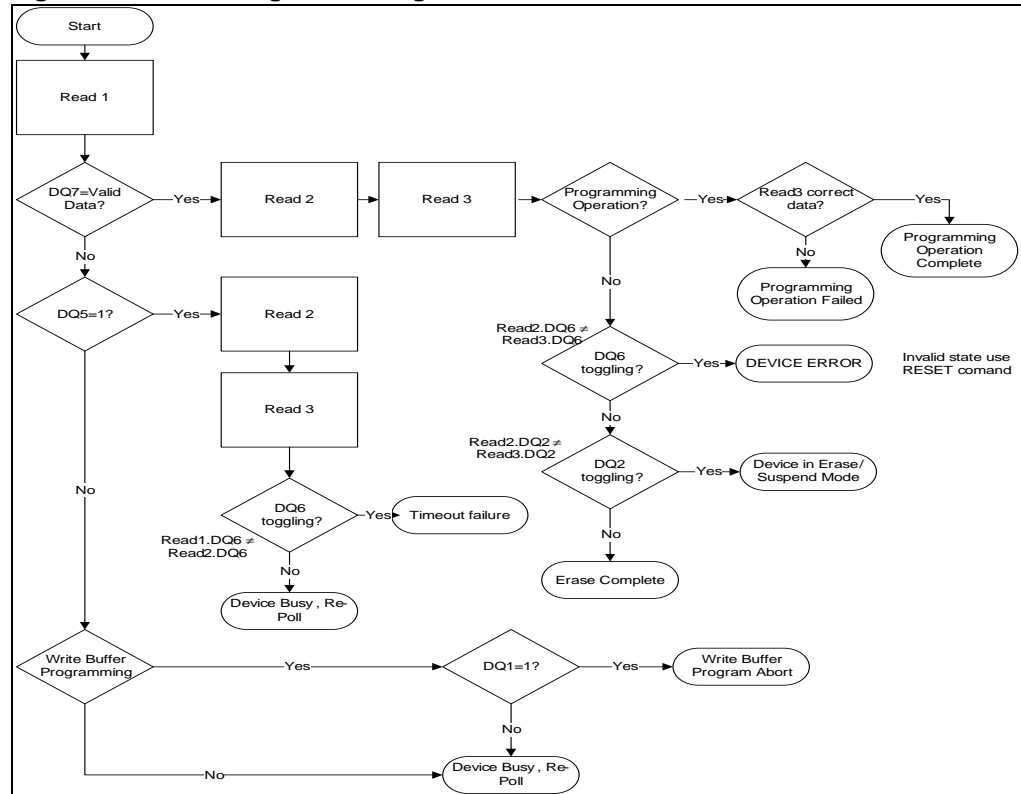 Start
Read 1
DQ7=Valid
Data?
Yes
Read 2
Read 3
Programming
Operation?
Yes
Read3 correct
data?
Yes
Programming
Operation
Complete
No
Programming
Operation Failed
No
No
DQ5=1?
Yes
Read 2
Read2.DQ6 ≠
Read3.DQ6
DQ6
toggling?
Yes
DEVICE ERROR
Invalid state use
RESET comand
Read 3
No
Read2.DQ2 ≠
Read3.DQ2
DQ2
toggling?
Yes
Device in Erase/
Suspend Mode
No
DQ6
toggling?
Yes
Timeout failure
Read1.DQ6 ≠
Read2.DQ6
No
No
Erase Complete
Device Busy, Re-
Poll
Write Buffer
Programming
Yes
DQ1=1?
Yes
Write Buffer
Program Abort
No
No
Device Busy, Re-
Poll